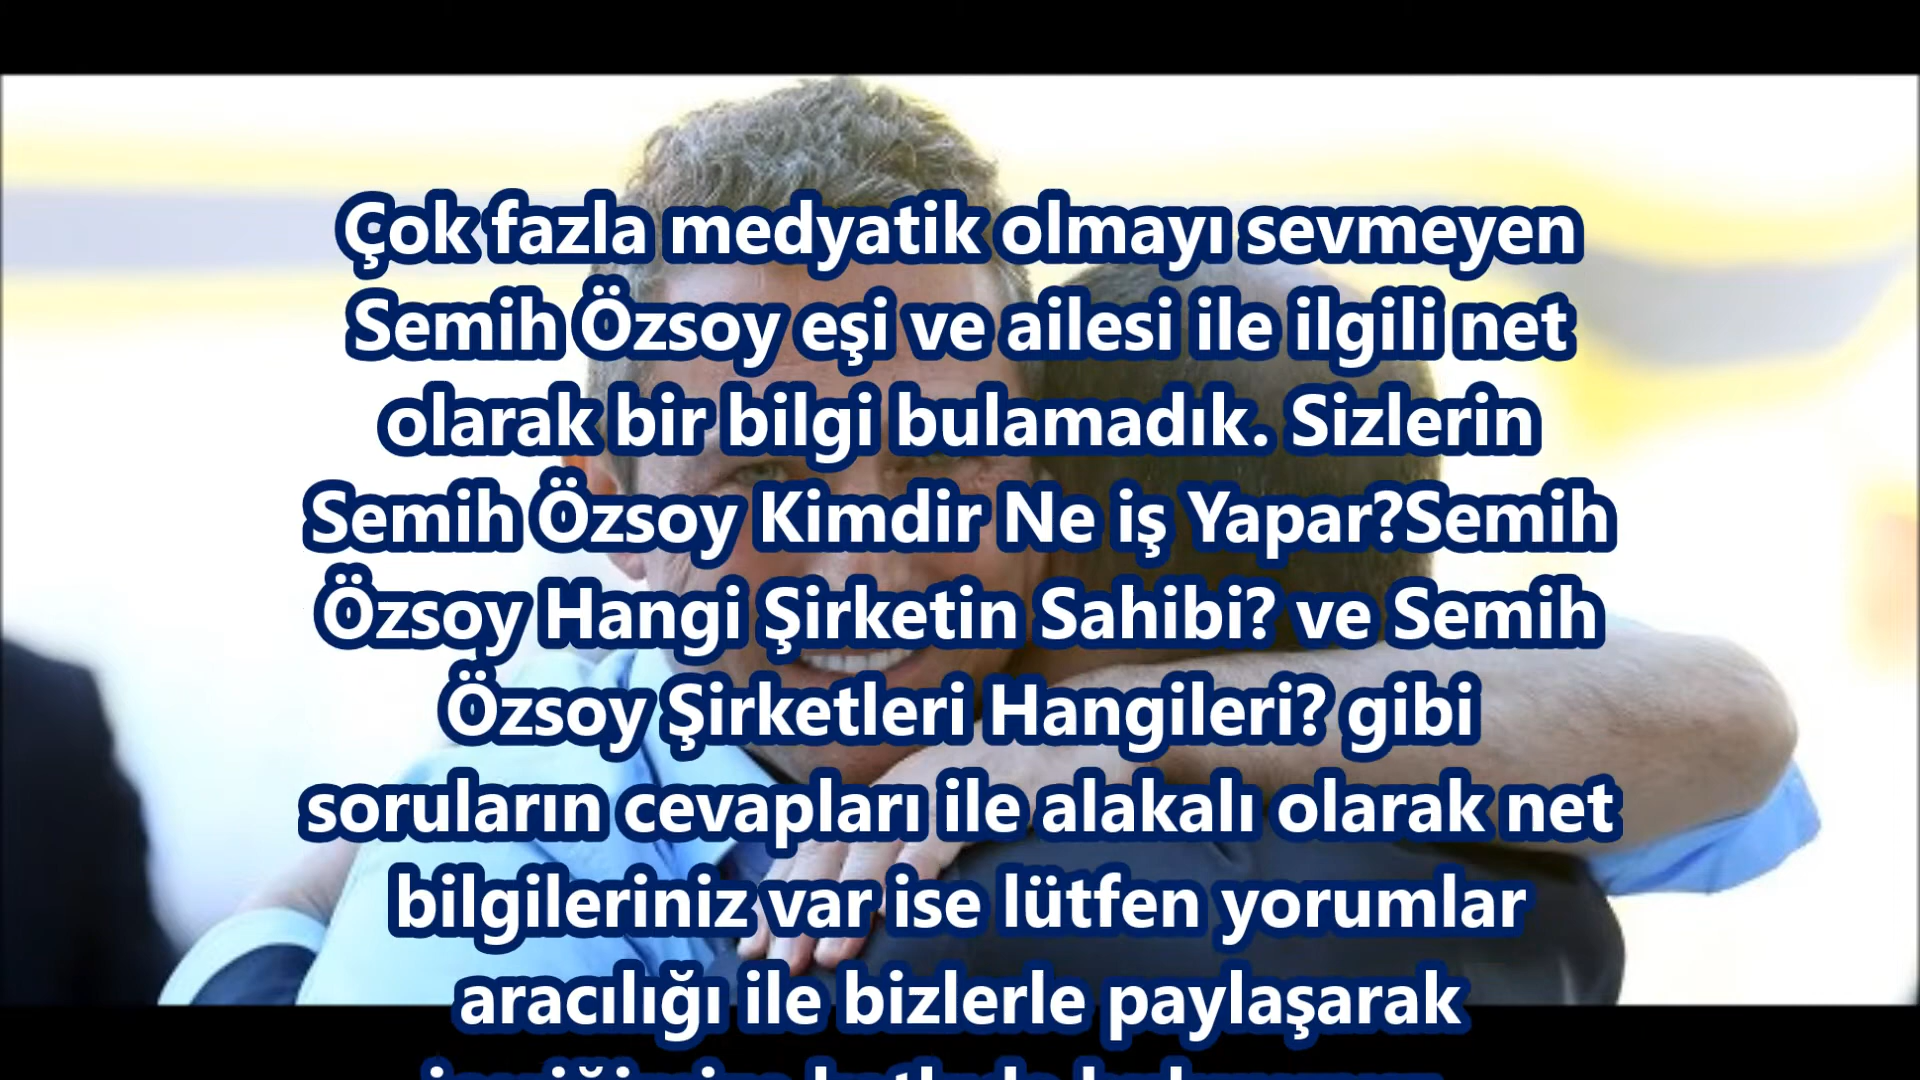 Çok fazla medyatik olmayı sevmeyen
Semih Özsoy eşi ve ailesi ile ilgili net
olarak bir bilgi bulamadık. Sizlerin
Semih Özsoy Kimdir Ne iş Yapar?Semih
Özsoy Hangi Şirketin Sahibi? ve Semih
Özsoy Şirketleri Hangileri? gibi
soruların cevapları ile alakalı olarak net
bilgileriniz var ise lütfen yorumlar
aracılığı ile bizlerle paylaşarak